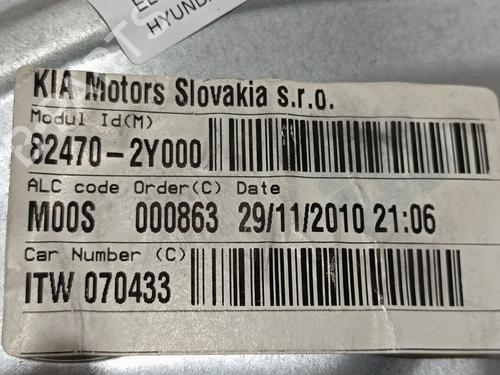 HYUNDA
KIA Motors Slovakia s.r.o.
Modul Id(M)
82470-2Y000
ALC code Order(C) Date
M00S 000863 29/11/2010 21:06
Car Number (C)
ITW 070433